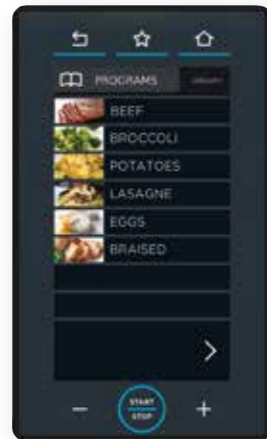 PROGRAMS
BEEF
BROCCOLI
POTATOES
LASAGNE
EGGS
BRAISED
START
STOP